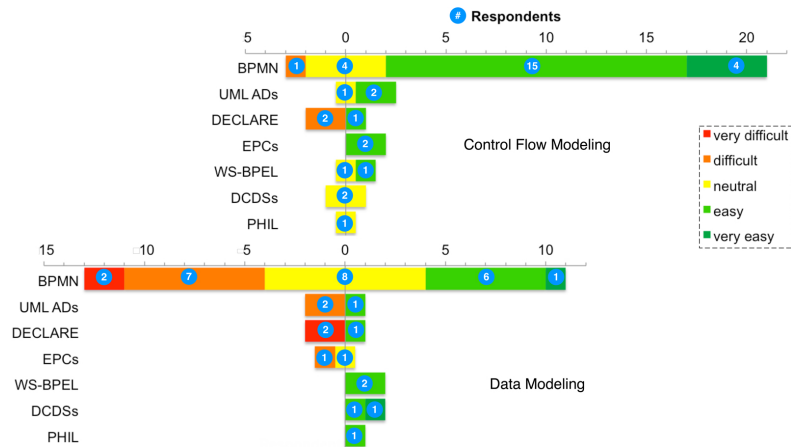 # Respondents
5 0 5 10 15 20
BPMN 1 4 15 4
UML ADs 1 2
DECLARE 2 1
EPCs 2
Control Flow Modeling
WS-BPEL 1 1
DCDSs 2
PHIL 1
very difficult
difficult
neutral
easy
very easy
15 10 5 0 5 10
BPMN 2 7 8 6 1
UML ADs 2 1
DECLARE 2 1
EPCs 1 1
WS-BPEL 2
Data Modeling
DCDSs 1 1
PHIL 1